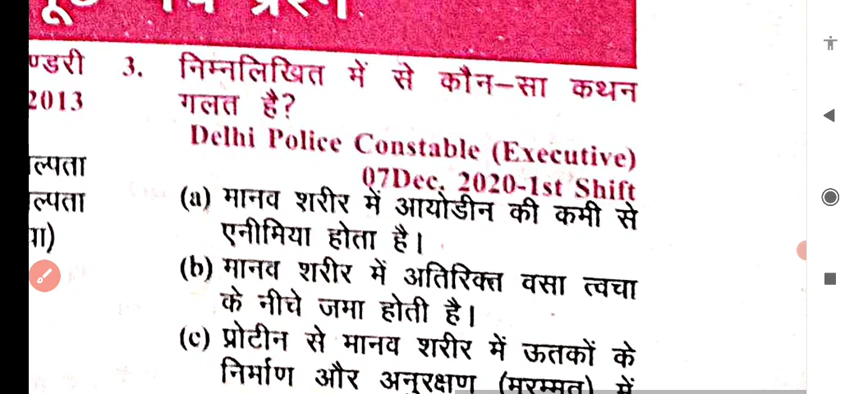 ण्डरी
2013
ल्पता
ल्पता
3. निम्नलिखित में से कौन-सा कथन
गलत है?
Delhi Police Constable (Executive)
07Dec. 2020-1st Shift
(a) मानव शरीर में आयोडीन की कमी से
एनीमिया होता है।
(b) मानव शरीर में अतिरिक्त वसा त्वचा
के नीचे जमा होती है।
(c) प्रोटीन से मानव शरीर में ऊतकों के
निर्माण और अनुरक्षण (मरम्मत) में